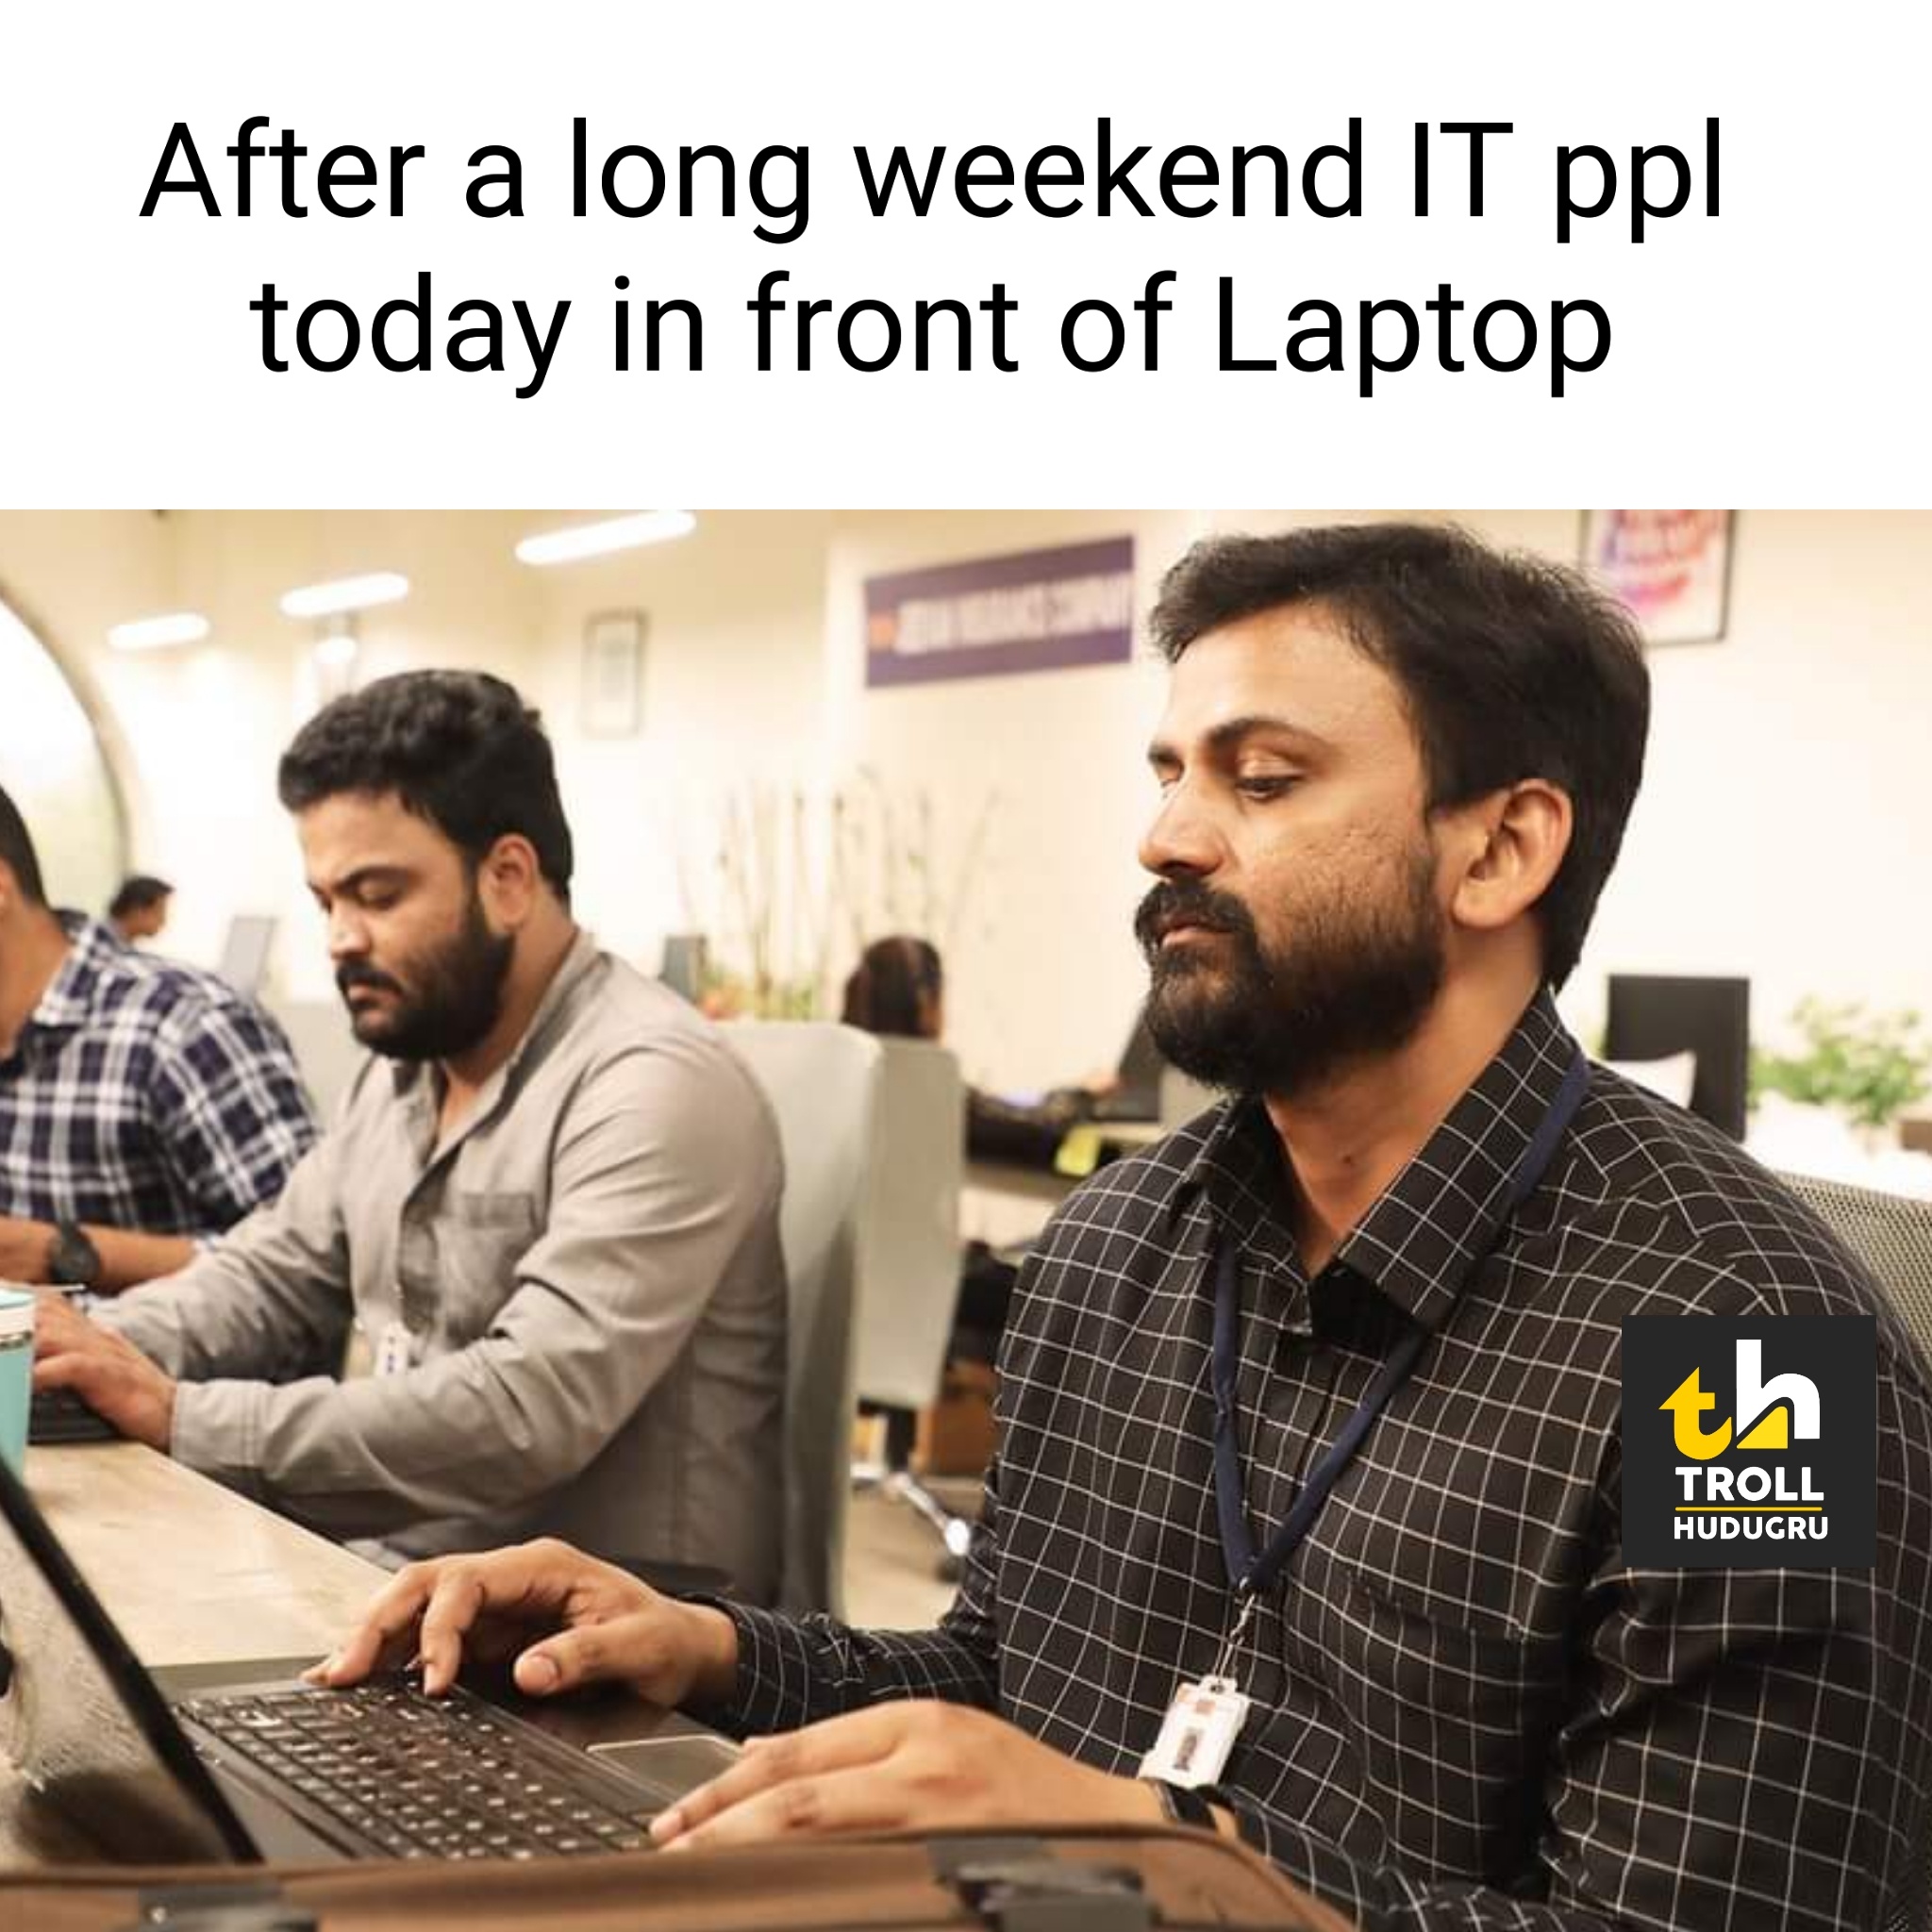 After a long weekend IT ppl
today in front of Laptop
th
TROLL
HUDUGRU